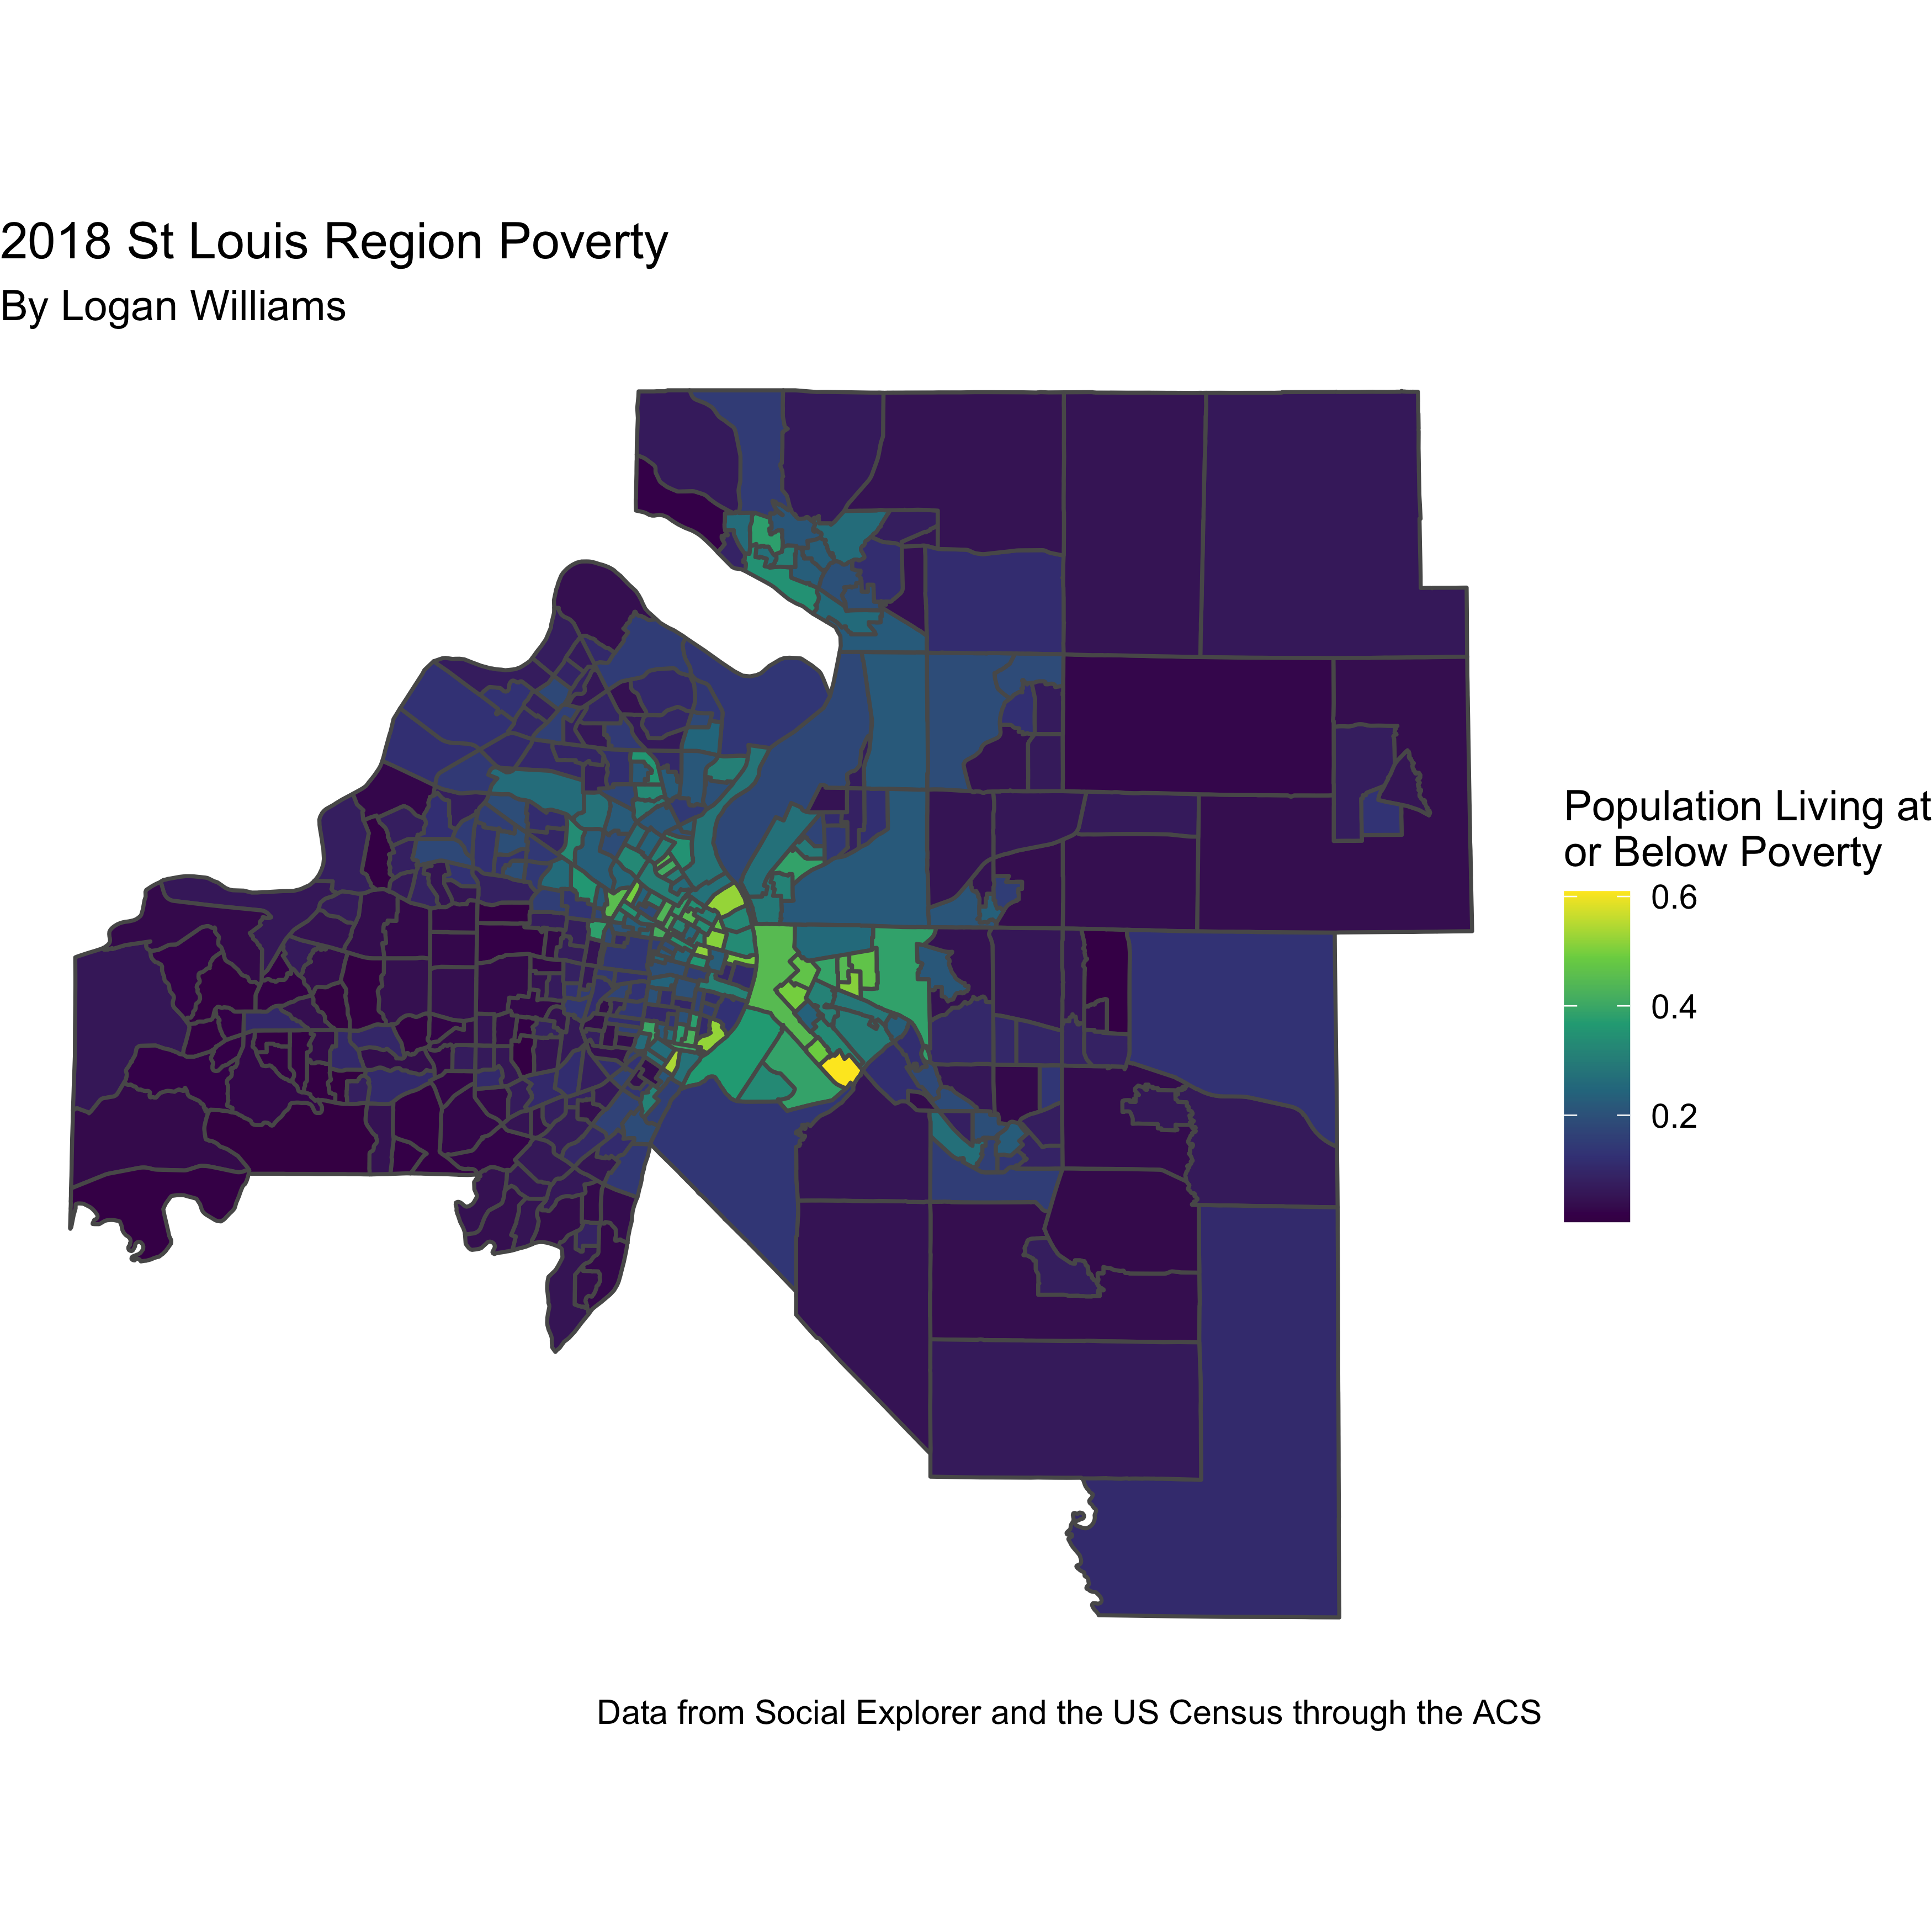 2018 St Louis Region Poverty
By Logan Williams
Population Living at
or Below Poverty
0.6
0.4
0.2
Data from Social Explorer and the US Census through the ACS